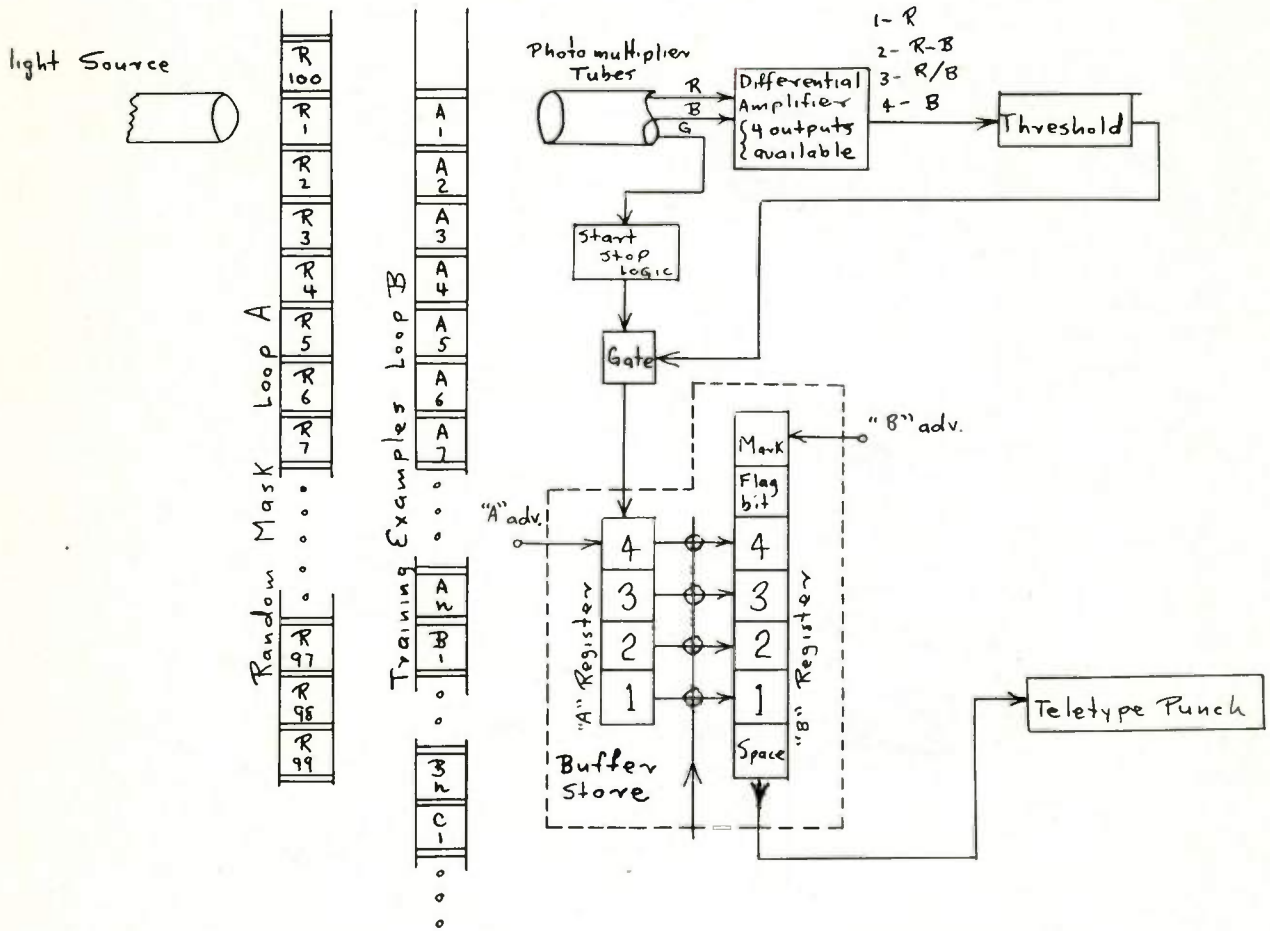 light Source
R
100
R
1
R
2
R
3
R
4
R
5
R
6
R
7
R
97
R
98
R
99
Random Mask Loop A
A
1
A
2
A
3
A
4
A
5
A
6
A
7
A
n
B
1
B
n
C
1
Training Examples Loop B
Photo multiplier
Tubes
R
B
G
Differential
Amplifier
{4 outputs
available
1- R
2- R-B
3- R/B
4- B
Threshold
Start
Stop
LOGIC
Gate
"A" adv.
4
3
2
1
"A" Register
Buffer
Store
"B" adv.
Mark
Flag
bit
4
3
2
1
Space
"B" Register
Teletype Punch